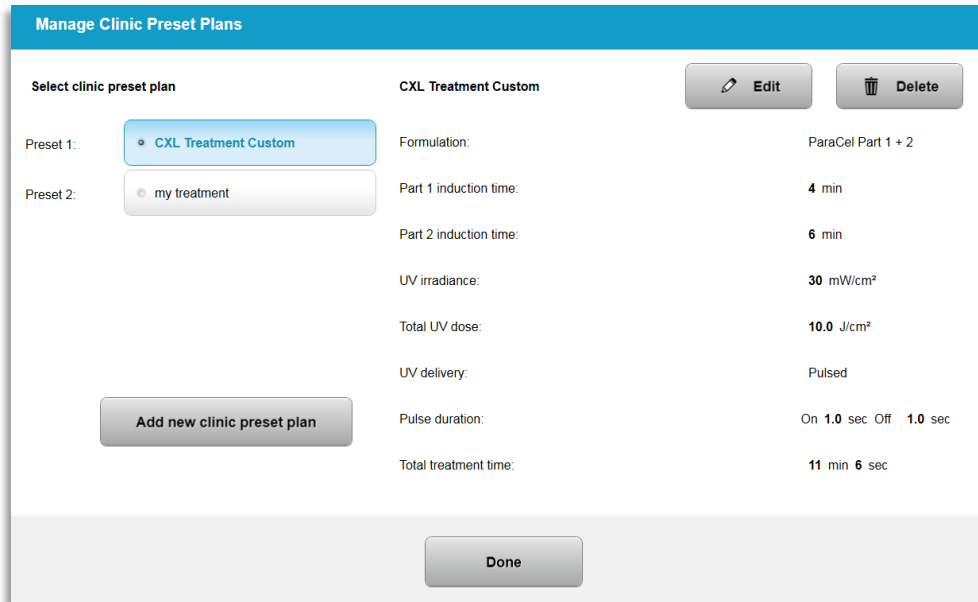 Manage Clinic Preset Plans
Select clinic preset plan
CXL Treatment Custom
Edit
Delete
Preset 1:
CXL Treatment Custom
Formulation:
ParaCel Part 1 + 2
Preset 2:
my treatment
Part 1 induction time:
4 min
Part 2 induction time:
6 min
UV irradiance:
30 mW/cm²
Total UV dose:
10.0 J/cm²
UV delivery:
Pulsed
Add new clinic preset plan
Pulse duration:
On 1.0 sec Off 1.0 sec
Total treatment time:
11 min 6 sec
Done